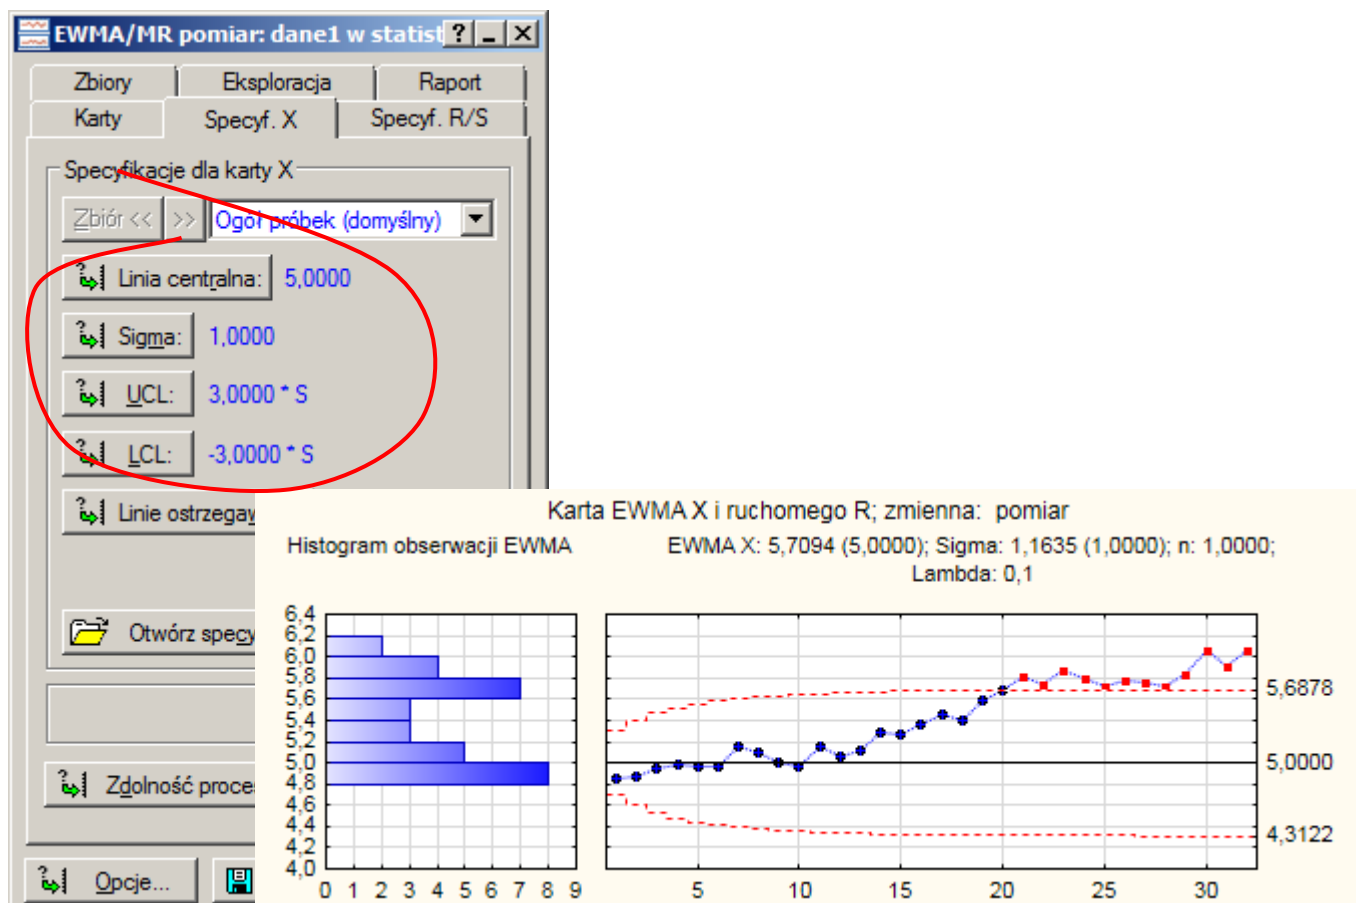 EWMA/MR pomiar: dane1 w statist
Zbiory Eksploracja Raport
Karty Specyf. X Specyf. R/S
Specyfikacje dla karty X
Zbiór << >> Ogół próbek (domyślny)
Linia centralna: 5,0000
Sigma: 1,0000
UCL: 3,0000 * S
LCL: -3,0000 * S
Linie ostrzegaw
Otwórz specy
Zdolność proce
Opcje...
Karta EWMA X i ruchomego R; zmienna: pomiar
Histogram obserwacji EWMA
EWMA X: 5,7094 (5,0000); Sigma: 1,1635 (1,0000); n: 1,0000;
Lambda: 0,1
6,4
6,2
6,0
5,8
5,6
5,4
5,2
5,0
4,8
4,6
4,4
4,2
4,0
0 1 2 3 4 5 6 7 8 9
5,6878
5,0000
4,3122
5 10 15 20 25 30